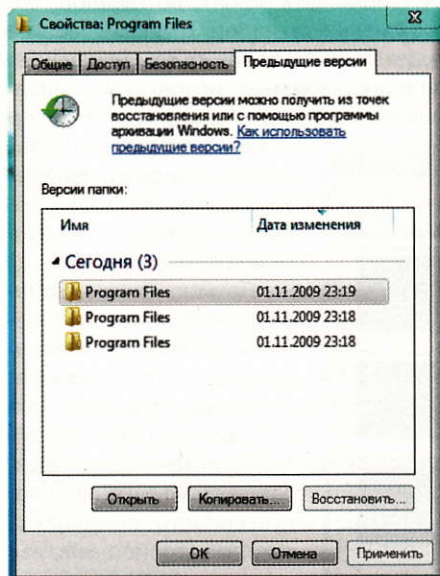 Свойства: Program Files
Общие Доступ Безопасность Предыдущие версии
Предыдущие версии можно получить из точек
восстановления или с помощью программы
архивации Windows. Как использовать
предыдущие версии?
Версии папки:
Имя Дата изменения
Сегодня (3)
Program Files 01.11.2009 23:19
Program Files 01.11.2009 23:18
Program Files 01.11.2009 23:18
Открыть Копировать... Восстановить...
ОК Отмена Применить